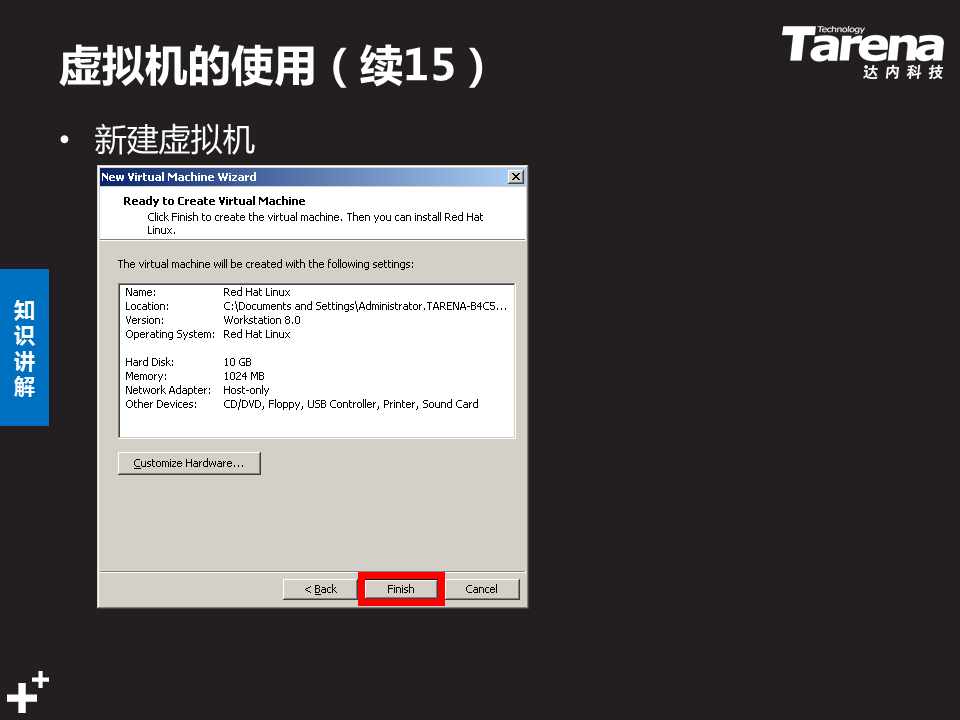 虚拟机的使用（续15）
Technology
Tarena
达内科技
• 新建虚拟机
New Virtual Machine Wizard
Ready to Create Virtual Machine
Click Finish to create the virtual machine. Then you can install Red Hat
Linux.
The virtual machine will be created with the following settings:
Name: Red Hat Linux
Location: C:\Documents and Settings\Administrator.TARENA-B4C5...
Version: Workstation 8.0
Operating System: Red Hat Linux
Hard Disk: 10 GB
Memory: 1024 MB
Network Adapter: Host-only
Other Devices: CD/DVD, Floppy, USB Controller, Printer, Sound Card
Customize Hardware...
< Back
Finish
Cancel
知
识
讲
解